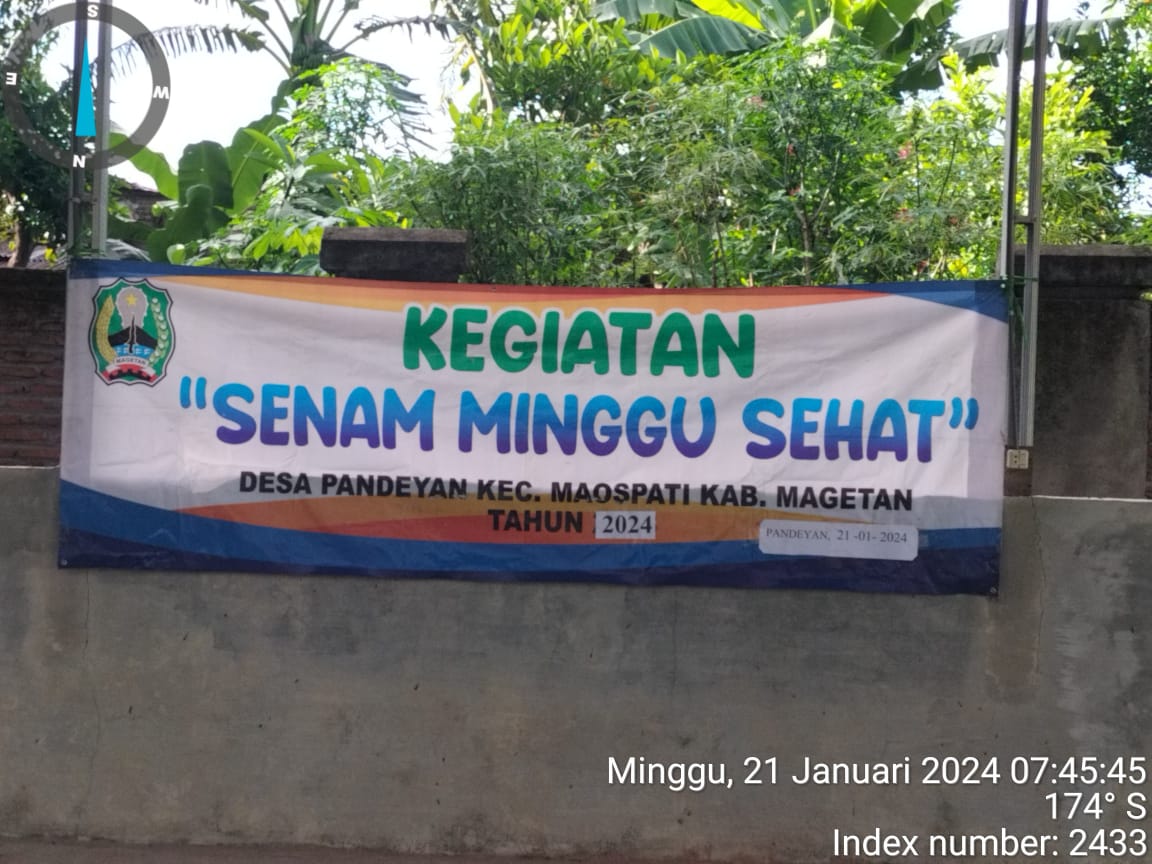 S
E
W
N
MAGETAN
KEGIATAN
"SENAM MINGGU SEHAT"
DESA PANDEYAN KEC. MAOSPATI KAB. MAGETAN
TAHUN 2024
PANDEYAN, 21 -01- 2024
Minggu, 21 Januari 2024 07:45:45
174° S
Index number: 2433